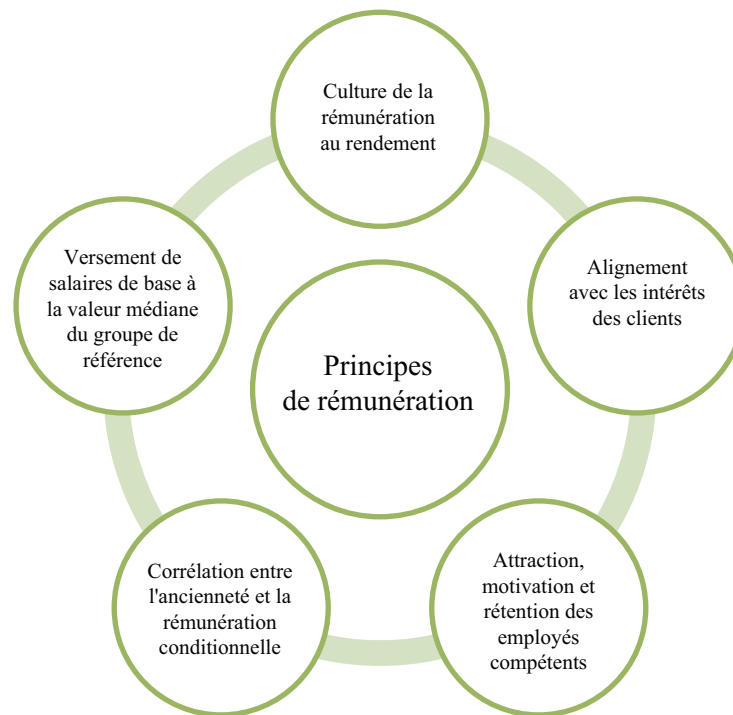 Culture de la
rémunération
au rendement
Alignement
avec les intérêts
des clients
Attraction,
motivation et
rétention des
employés
compétents
Corrélation entre
l'ancienneté et la
rémunération
conditionnelle
Versement de
salaires de base à
la valeur médiane
du groupe de
référence
Principes
de rémunération